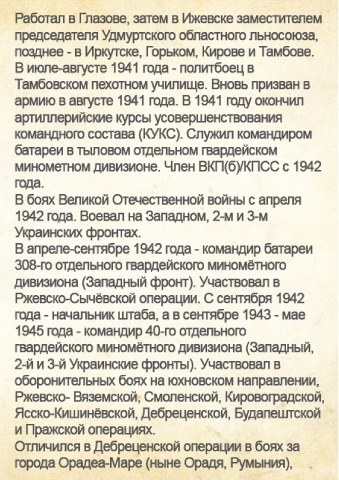 Работал в Глазове, затем в Ижевске заместителем
председателя Удмуртского областного льносоюза,
позднее - в Иркутске, Горьком, Кирове и Тамбове.
В июле-августе 1941 года - политбоец в
Тамбовском пехотном училище. Вновь призван в
армию в августе 1941 года. В 1941 году окончил
артиллерийские курсы усовершенствования
командного состава (КУКС). Служил командиром
батареи в тыловом отдельном гвардейском
минометном дивизионе. Член ВКП(б)/КПСС с 1942
года.
В боях Великой Отечественной войны с апреля
1942 года. Воевал на Западном, 2-м и 3-м
Украинских фронтах.
В апреле-сентябре 1942 года - командир батареи
308-го отдельного гвардейского миномётного
дивизиона (Западный фронт). Участвовал в
Ржевско-Сычёвской операции. С сентября 1942
года - начальник штаба, а в сентябре 1943 - мае
1945 года - командир 40-го отдельного
гвардейского миномётного дивизиона (Западный,
2-й и 3-й Украинские фронты). Участвовал в
оборонительных боях на юхновском направлении,
Ржевско- Вяземской, Смоленской, Кировоградской,
Ясско-Кишинёвской, Дебреценской, Будапештской
и Пражской операциях.
Отличился в Дебреценской операции в боях за
города Орадеа-Маре (ныне Орадя, Румыния),